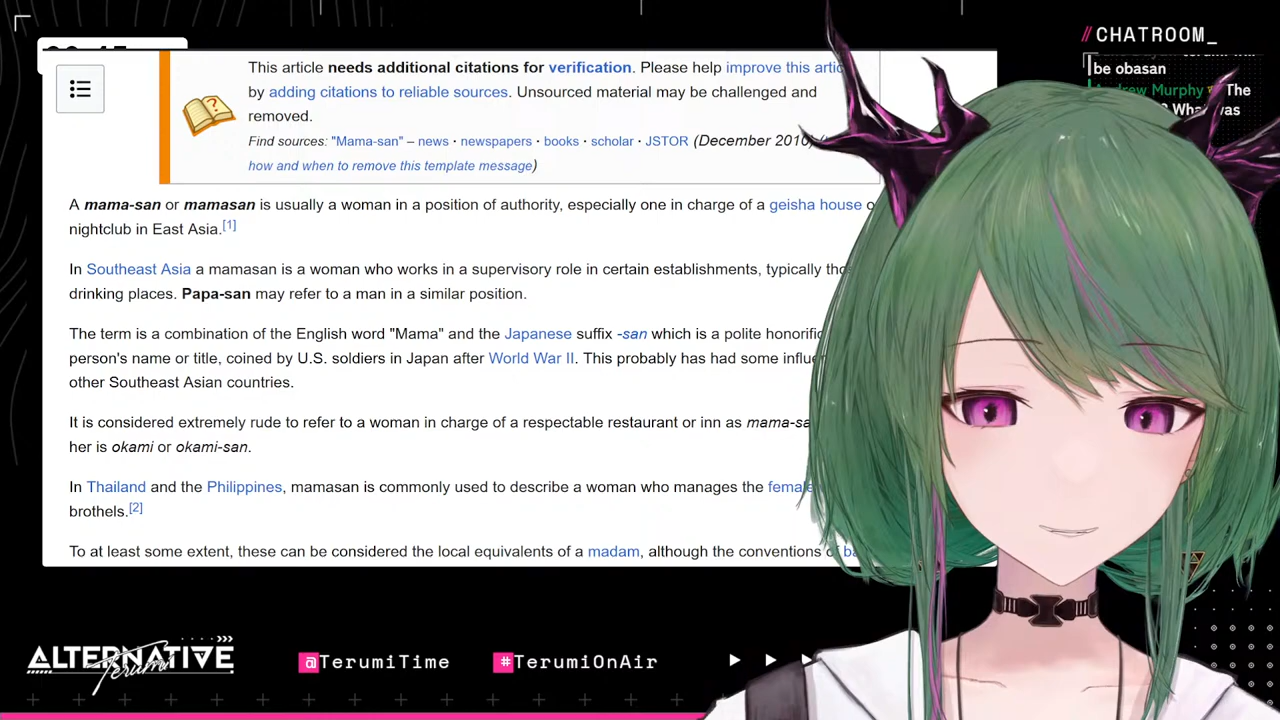 This article needs additional citations for verification. Please help improve this artic
by adding citations to reliable sources. Unsourced material may be challenged and
removed.
Find sources: "Mama-san" – news · newspapers · books · scholar · JSTOR (December 2010)
how and when to remove this template message)
A mama-san or mamasan is usually a woman in a position of authority, especially one in charge of a geisha house o
nightclub in East Asia.[1]
In Southeast Asia a mamasan is a woman who works in a supervisory role in certain establishments, typically tho
drinking places. Papa-san may refer to a man in a similar position.
The term is a combination of the English word "Mama" and the Japanese suffix -san which is a polite honorific
person's name or title, coined by U.S. soldiers in Japan after World War II. This probably has had some influen
other Southeast Asian countries.
It is considered extremely rude to refer to a woman in charge of a respectable restaurant or inn as mama-sa
her is okami or okami-san.
In Thailand and the Philippines, mamasan is commonly used to describe a woman who manages the female
brothels.[2]
To at least some extent, these can be considered the local equivalents of a madam, although the conventions of ba
//CHATROOM_
be obasan
Andrew Murphy The
? What was
ALTERNATIVE
Terumi
@TerumiTime
#TerumiOnAir